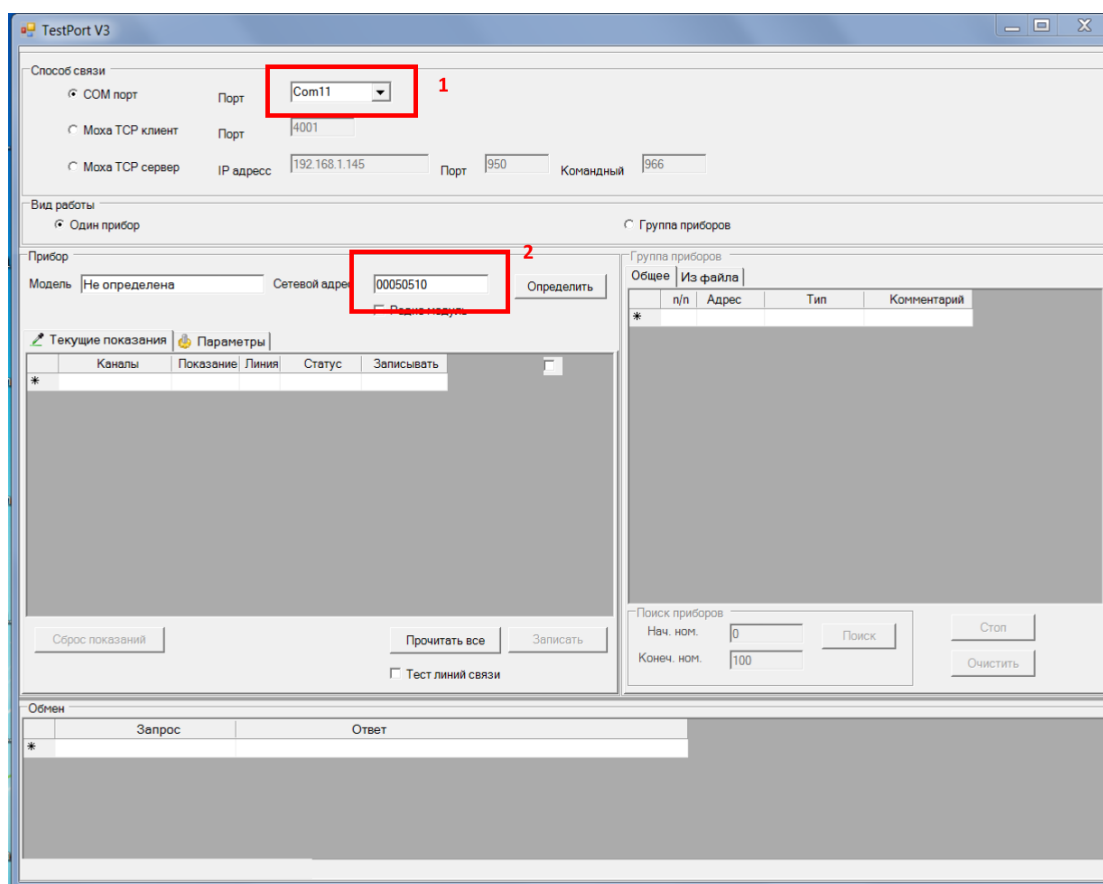 TestPort V3
Способ связи
COM порт Порт Com11 1
Моха TCP клиент Порт 4001
Моха TCP сервер IP адресс 192.168.1.145 Порт 950 Командный 966
Вид работы
Один прибор Группа приборов
Прибор 2
Модель Не определена Сетевой адрес 00050510 Определить
Радио модуль
Текущие показания Параметры
Каналы Показание Линия Статус Записывать
*
Сброс показаний Прочитать все Записать
Тест линий связи
Группа приборов
Общее Из файла
п/п Адрес Тип Комментарий
*
Поиск приборов
Нач. ном. 0 Поиск Стоп
Конеч. ном. 100 Очистить
Обмен
Запрос Ответ
*